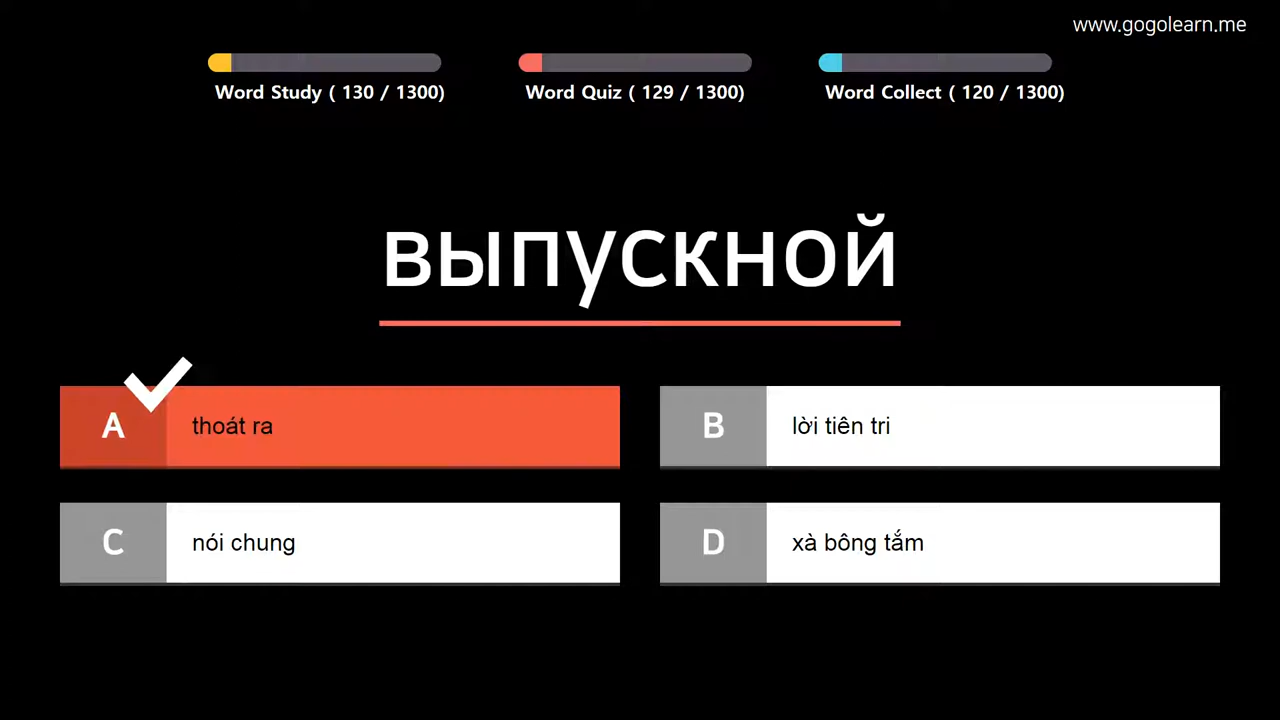 www.gogolearn.me
Word Study ( 130 / 1300)
Word Quiz ( 129 / 1300)
Word Collect ( 120 / 1300)
выпускной
A
thoát ra
B
lời tiên tri
C
nói chung
D
xà bông tắm